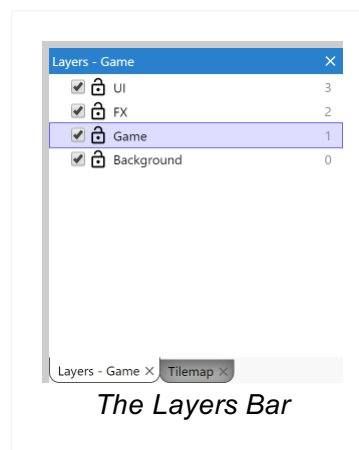 Layers - Game
UI 3
FX 2
Game 1
Background 0
Layers - Game Tilemap
The Layers Bar